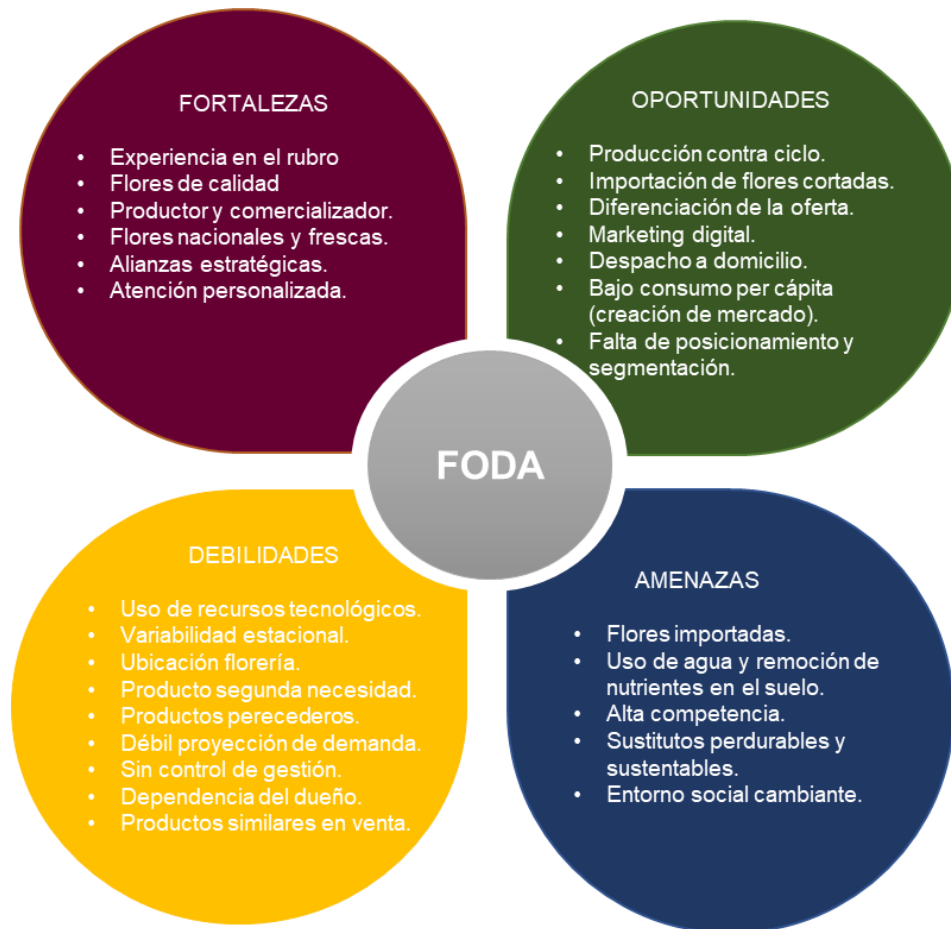 FORTALEZAS
• Experiencia en el rubro
• Flores de calidad
• Productor y comercializador.
• Flores nacionales y frescas.
• Alianzas estratégicas.
• Atención personalizada.
OPORTUNIDADES
• Producción contra ciclo.
• Importación de flores cortadas.
• Diferenciación de la oferta.
• Marketing digital.
• Despacho a domicilio.
• Bajo consumo per cápita
(creación de mercado).
• Falta de posicionamiento y
segmentación.
FODA
DEBILIDADES
• Uso de recursos tecnológicos.
• Variabilidad estacional.
• Ubicación florería.
• Producto segunda necesidad.
• Productos perecederos.
• Débil proyección de demanda.
• Sin control de gestión.
• Dependencia del dueño.
• Productos similares en venta.
AMENAZAS
• Flores importadas.
• Uso de agua y remoción de
nutrientes en el suelo.
• Alta competencia.
• Sustitutos perdurables y
sustentables.
• Entorno social cambiante.